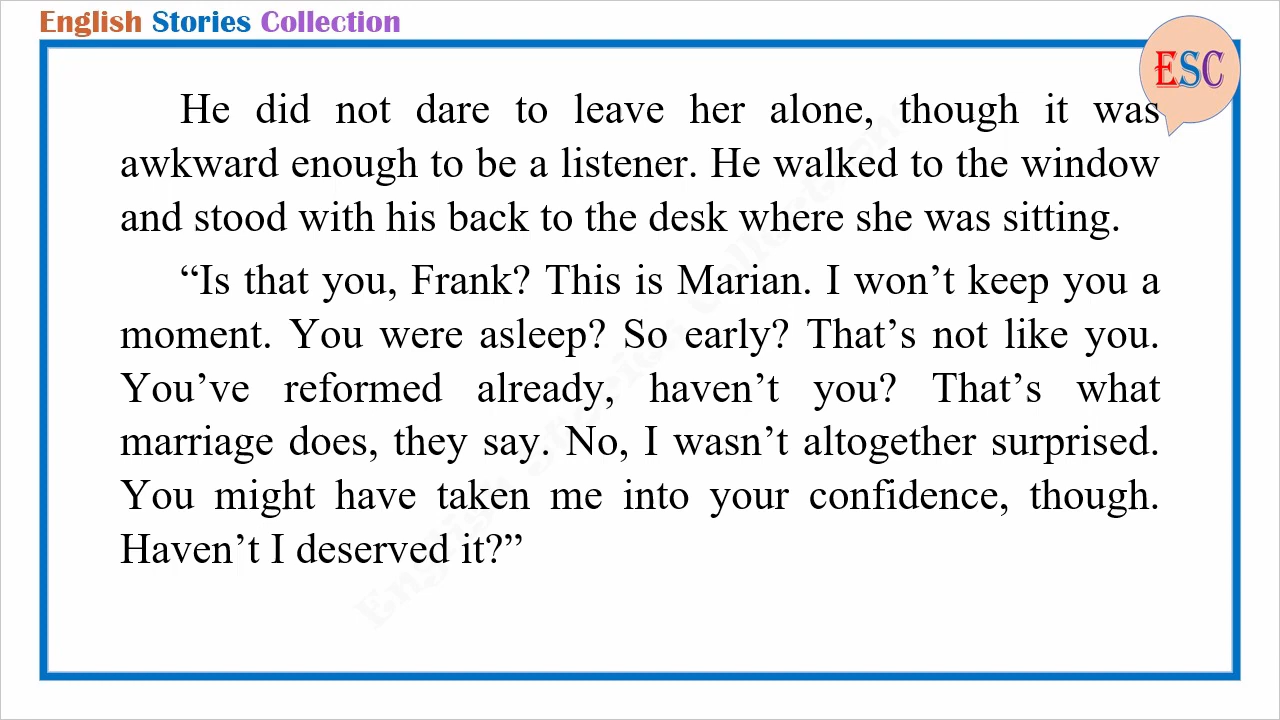 English Stories Collection
ESC
He did not dare to leave her alone, though it was
awkward enough to be a listener. He walked to the window
and stood with his back to the desk where she was sitting.
“Is that you, Frank? This is Marian. I won’t keep you a
moment. You were asleep? So early? That’s not like you.
You’ve reformed already, haven’t you? That’s what
marriage does, they say. No, I wasn’t altogether surprised.
You might have taken me into your confidence, though.
Haven’t I deserved it?”
English Stories Collection